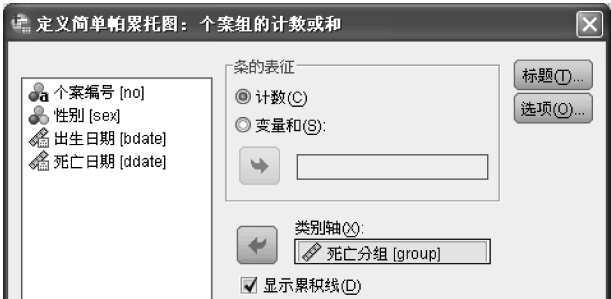 定义简单帕累托图：个案组的计数或和
个案编号 [no]
性别 [sex]
出生日期 [bdate]
死亡日期 [ddate]
条的表征
计数(C)
变量和(S):
类别轴(X):
死亡分组 [group]
显示累积线(D)
标题(T)...
选项(O)...